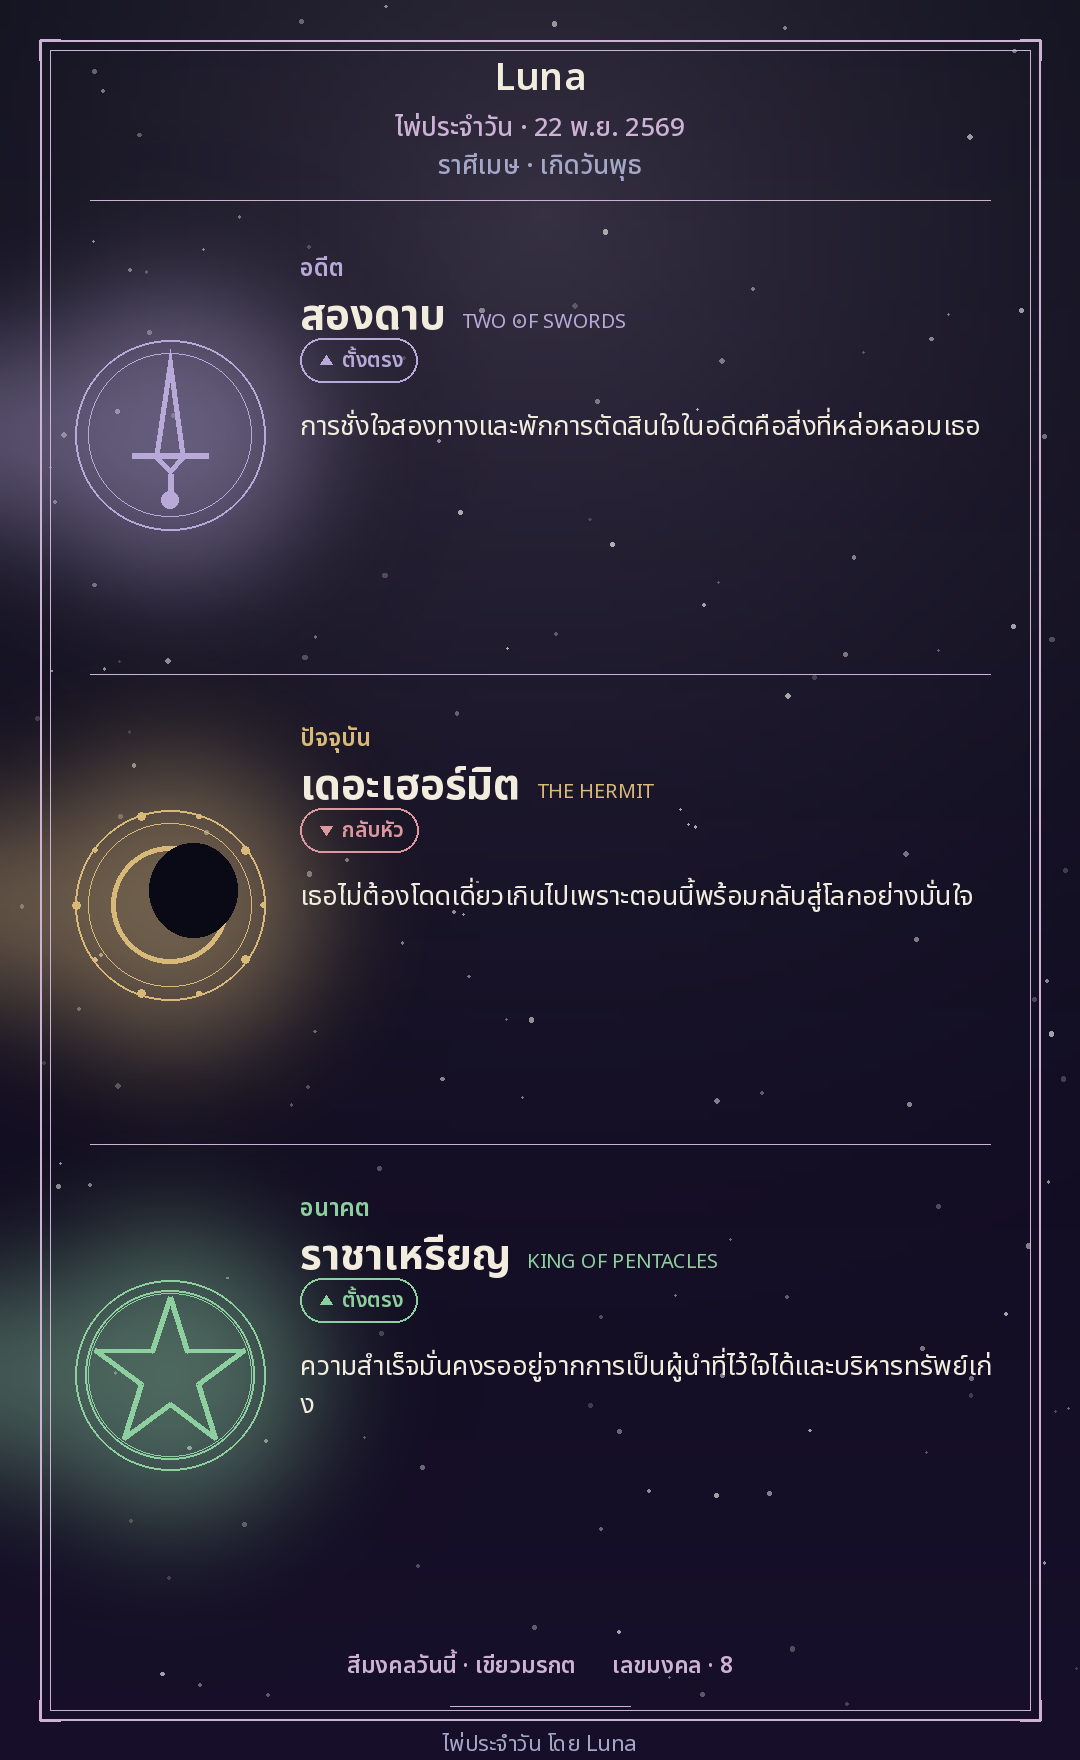 Luna
ไพ่ประจำวัน · 22 พ.ย. 2569
ราศีเมษ · เกิดวันพุธ
อดีต
สองดาบ TWO OF SWORDS
▲ ตั้งตรง
การชั่งใจสองทางและพักการตัดสินใจในอดีตคือสิ่งที่หล่อหลอมเธอ
ปัจจุบัน
เดอะเฮอร์มิต THE HERMIT
▼ กลับหัว
เธอไม่ต้องโดดเดี่ยวเกินไปเพราะตอนนี้พร้อมกลับสู่โลกอย่างมั่นใจ
อนาคต
ราชาเหรียญ KING OF PENTACLES
▲ ตั้งตรง
ความสำเร็จมั่นคงรออยู่จากการเป็นผู้นำที่ไว้ใจได้และบริหารทรัพย์เก่
ง
สีมงคลวันนี้ · เขียวมรกต เลขมงคล · 8
ไพ่ประจำวัน โดย Luna